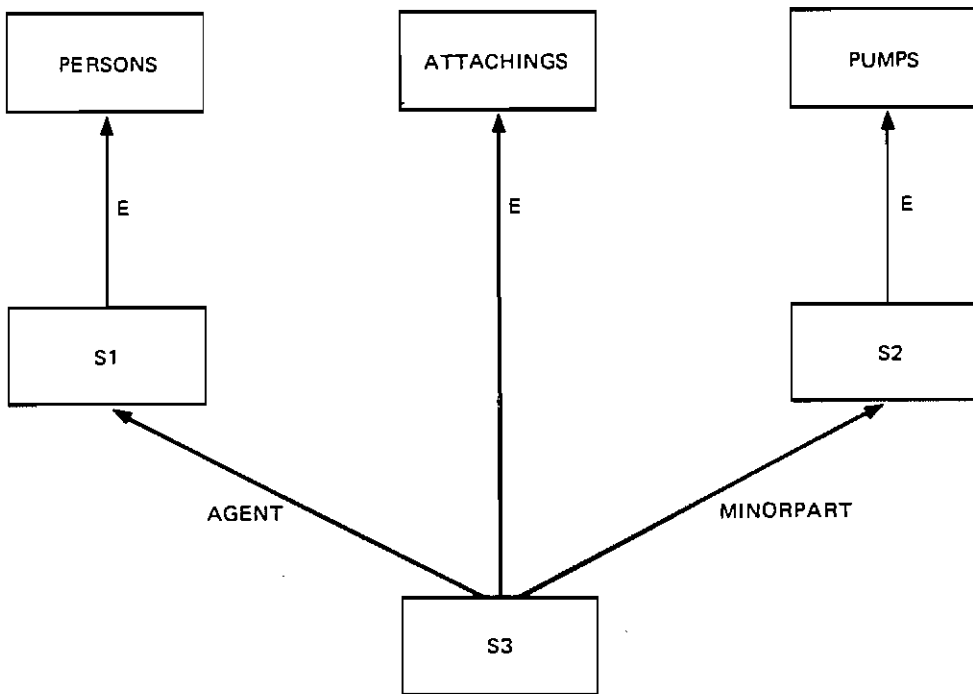 PERSONS
ATTACHINGS
PUMPS
E
E
E
S1
S2
AGENT
MINORPART
S3